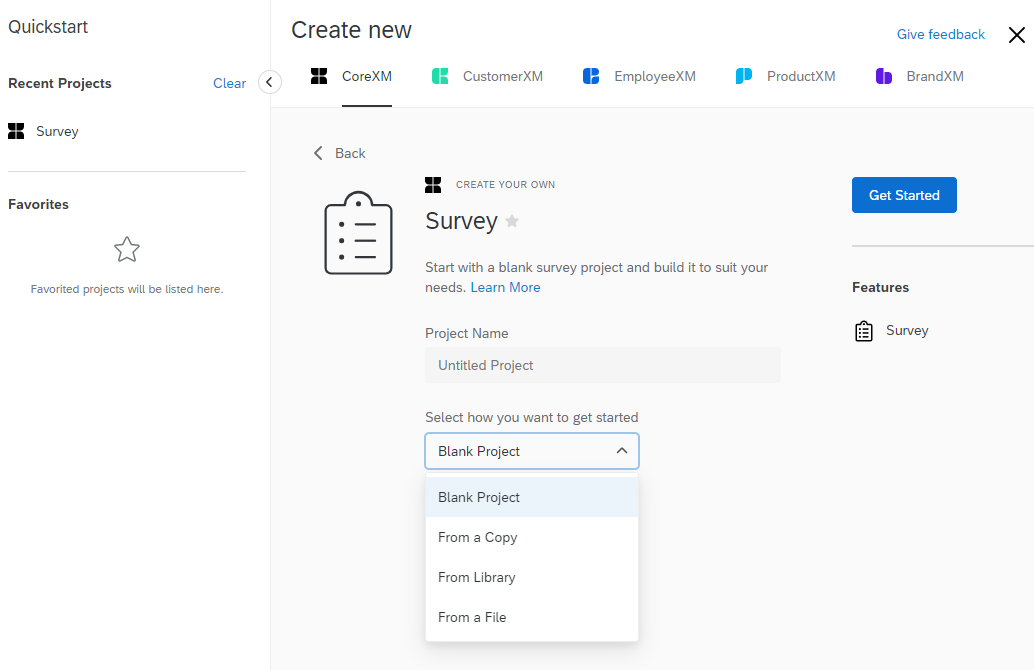 Quickstart
Recent Projects
Clear
Survey
Favorites
Favorited projects will be listed here.
Create new
Give feedback
CoreXM
CustomerXM
EmployeeXM
ProductXM
BrandXM
Back
CREATE YOUR OWN
Survey
Start with a blank survey project and build it to suit your
needs. Learn More
Project Name
Untitled Project
Select how you want to get started
Blank Project
Blank Project
From a Copy
From Library
From a File
Get Started
Features
Survey